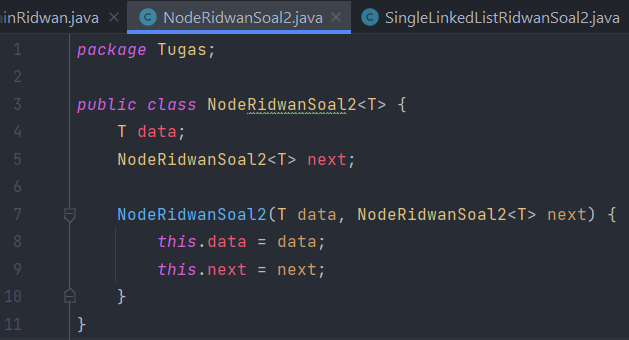 inRidwan.java NodeRidwanSoal2.java SingleLinkedListRidwanSoal2.java
1 package Tugas;
2
3 public class NodeRidwanSoal2<T> {
4 T data;
5 NodeRidwanSoal2<T> next;
6
7 NodeRidwanSoal2(T data, NodeRidwanSoal2<T> next) {
8 this.data = data;
9 this.next = next;
10 }
11 }